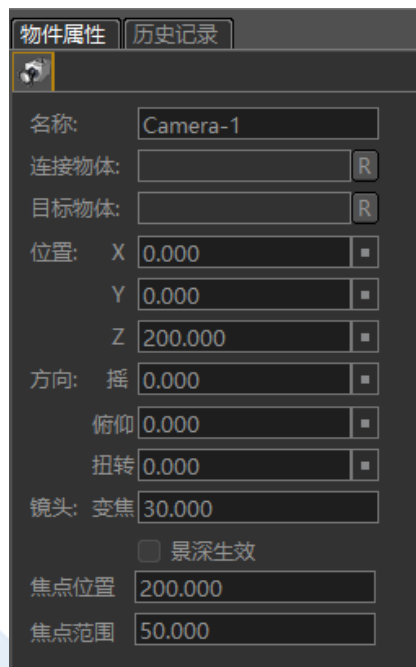 物件属性 历史记录
名称: Camera-1
连接物体: R
目标物体: R
位置: X 0.000
Y 0.000
Z 200.000
方向: 摇 0.000
俯仰 0.000
扭转 0.000
镜头: 变焦 30.000
景深生效
焦点位置 200.000
焦点范围 50.000